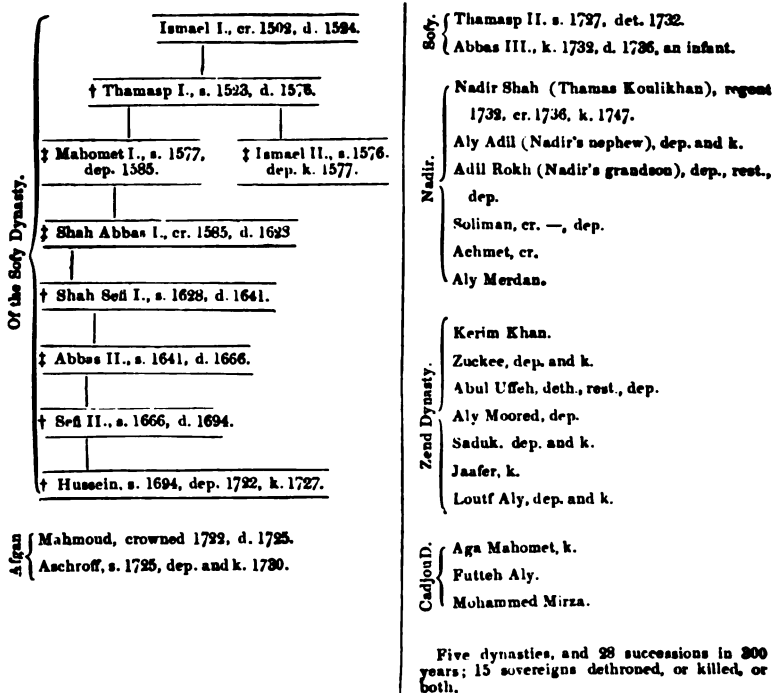 Of the Sofy Dynasty.
Ismael I., cr. 1502, d. 1524.
† Thamasp I., s. 1523, d. 1576.
‡ Mahomet I., s. 1577,
dep. 1585.
‡ Ismael II., s. 1576.
dep. k. 1577.
‡ Shah Abbas I., cr. 1585, d. 1628
† Shah Sefi I., s. 1628, d. 1641.
‡ Abbas II., s. 1641, d. 1666.
† Sefi II., s. 1666, d. 1694.
† Hussein, s. 1694, dep. 1722, k. 1727.
Afgan
Mahmoud, crowned 1722, d. 1725.
Aschroff, s. 1725, dep. and k. 1730.
Sofy.
Thamasp II. s. 1727, det. 1732.
Abbas III., k. 1732, d. 1736, an infant.
Nadir.
Nadir Shah (Thamas Koulikhan), regent
1732, cr. 1736, k. 1747.
Aly Adil (Nadir's nephew), dep. and k.
Adil Rokh (Nadir's grandson), dep., rest.,
dep.
Soliman, cr. —, dep.
Achmet, cr.
Aly Merdan.
Zend Dynasty.
Kerim Khan.
Zuckee, dep. and k.
Abul Uffeh, deth., rest., dep.
Aly Moored, dep.
Saduk. dep. and k.
Jaafer, k.
Loutf Aly, dep. and k.
Cadjou D.
Aga Mahomet, k.
Futteh Aly.
Mohammed Mirza.
Five dynasties, and 28 successions in 300
years; 15 sovereigns dethroned, or killed, or
both.